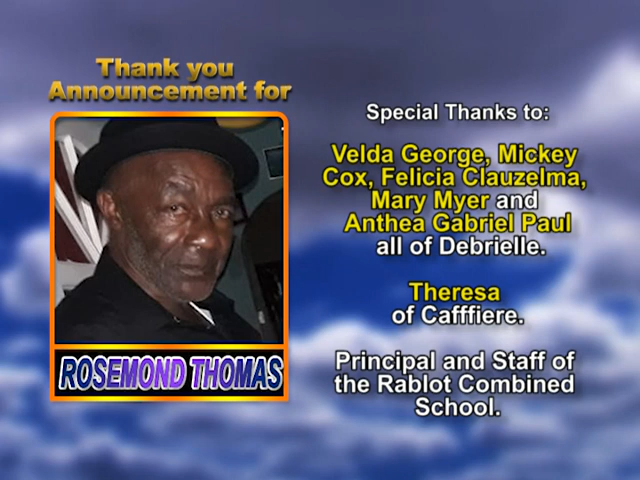 Thank you
Announcement for
ROSEMOND THOMAS
Special Thanks to:
Velda George, Mickey
Cox, Felicia Clauzelma,
Mary Myer and
Anthea Gabriel Paul
all of Debrielle.
Theresa
of Cafffiere.
Principal and Staff of
the Rablot Combined
School.